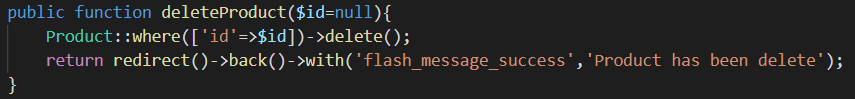 public function deleteProduct($id=null){
Product::where(['id'=>$id])->delete();
return redirect()->back()->with('flash_message_success','Product has been delete');
}